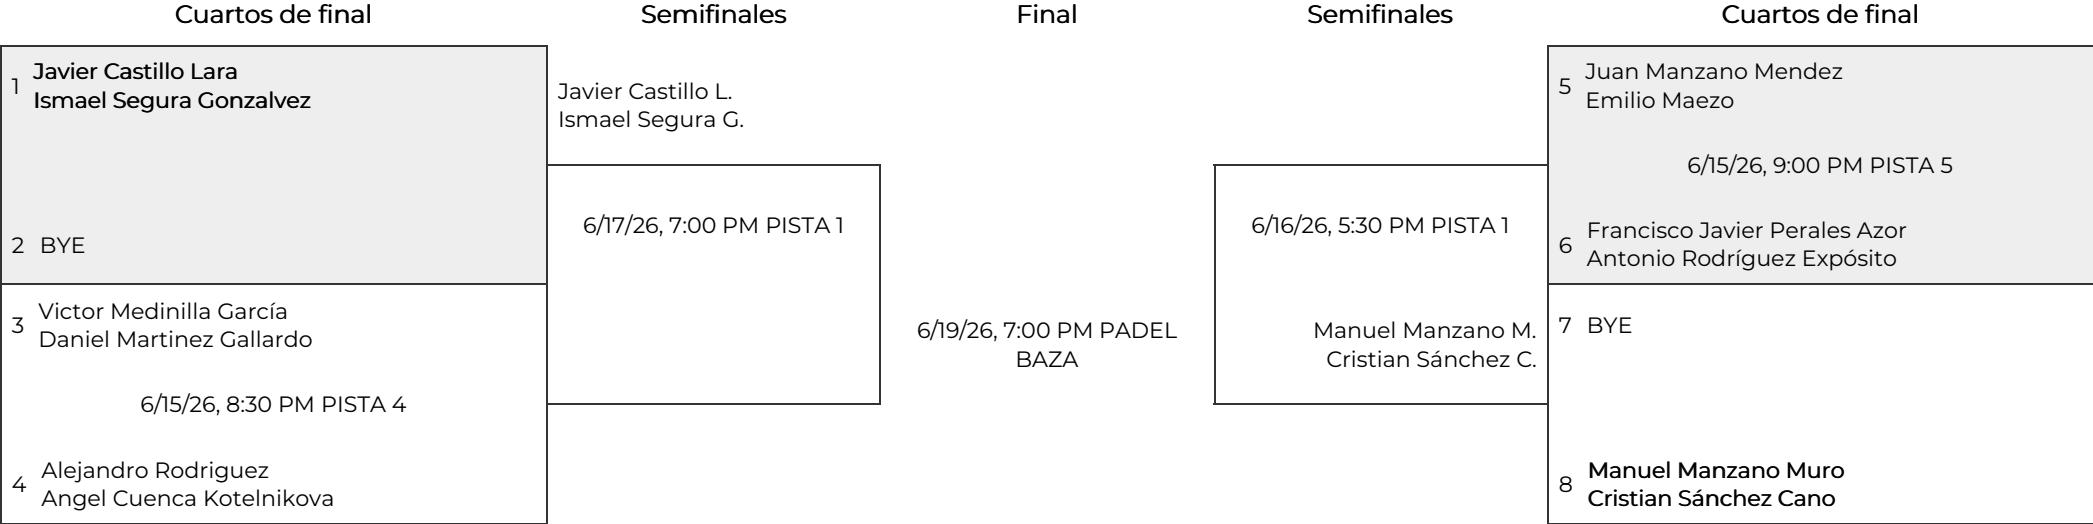 Cuartos de final
Semifinales
Final
Semifinales
Cuartos de final
1
Javier Castillo Lara
Ismael Segura Gonzalvez
2 BYE
3
Victor Medinilla García
Daniel Martinez Gallardo
6/15/26, 8:30 PM PISTA 4
4
Alejandro Rodriguez
Angel Cuenca Kotelnikova
Javier Castillo L.
Ismael Segura G.
6/17/26, 7:00 PM PISTA 1
6/19/26, 7:00 PM PADEL
BAZA
6/16/26, 5:30 PM PISTA 1
Manuel Manzano M.
Cristian Sánchez C.
5
Juan Manzano Mendez
Emilio Maezo
6/15/26, 9:00 PM PISTA 5
6
Francisco Javier Perales Azor
Antonio Rodríguez Expósito
7 BYE
8
Manuel Manzano Muro
Cristian Sánchez Cano